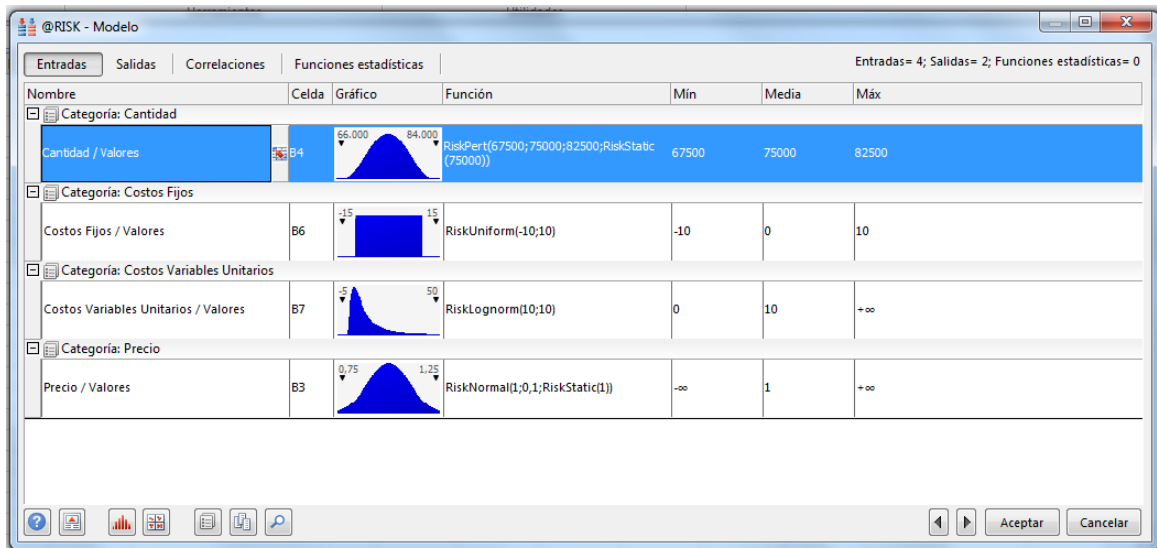 Herramientas Utilidades
@RISK - Modelo
Entradas Salidas Correlaciones Funciones estadísticas Entradas= 4; Salidas= 2; Funciones estadísticas= 0
Nombre Celda Gráfico Función Mín Media Máx
Categoría: Cantidad
66.000 84.000
Cantidad / Valores B4 RiskPert(67500;75000;82500;RiskStatic 67500 75000 82500
(75000))
Categoría: Costos Fijos
-15 15
Costos Fijos / Valores B6 RiskUniform(-10;10) -10 0 10
Categoría: Costos Variables Unitarios
-5 50
Costos Variables Unitarios / Valores B7 RiskLognorm(10;10) 0 10 +∞
Categoría: Precio
0,75 1,25
Precio / Valores B3 RiskNormal(1;0,1;RiskStatic(1)) -∞ 1 +∞
Aceptar Cancelar